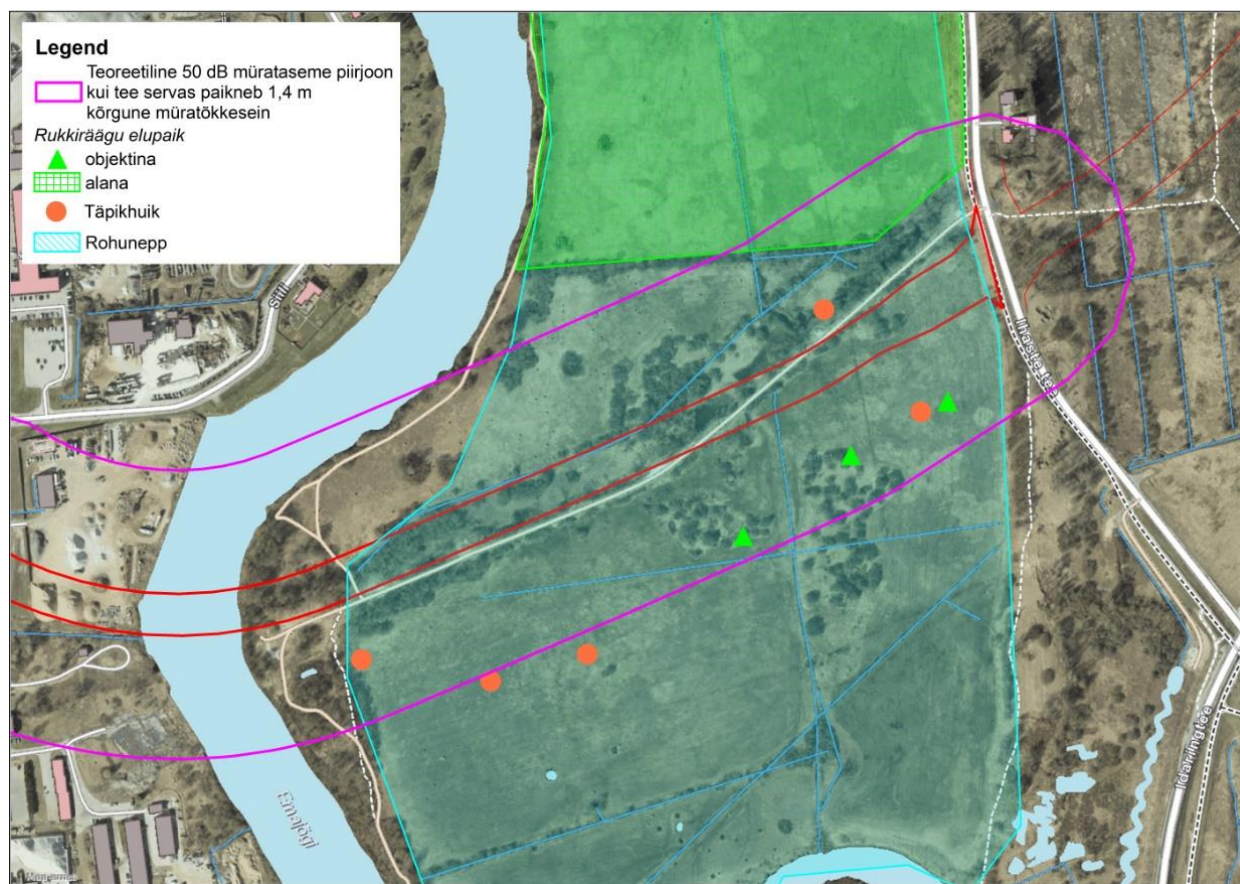 Legend
Teoreetiline 50 dB mürataseme piirjoon
kui tee servas paikneb 1,4 m
kõrgune müratõkkesein
Rukkiräägu elupaik
objektina
alana
Täpikhuik
Rohunepp
Silli
Ihaste tee
Idaringtee
Emajõgi